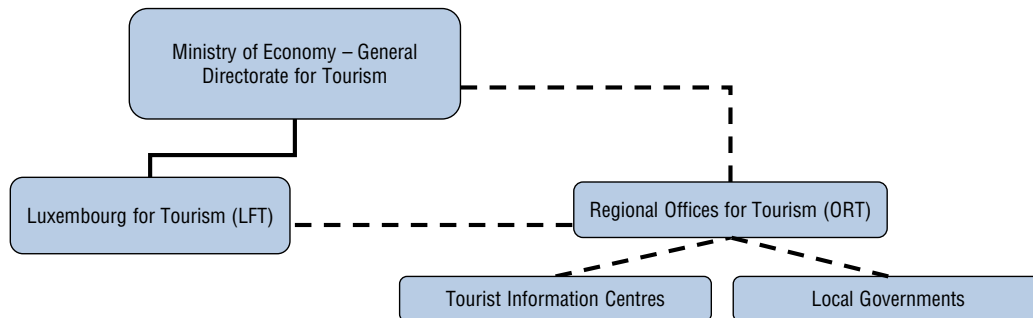 Ministry of Economy – General
Directorate for Tourism
Luxembourg for Tourism (LFT)
Regional Offices for Tourism (ORT)
Tourist Information Centres
Local Governments